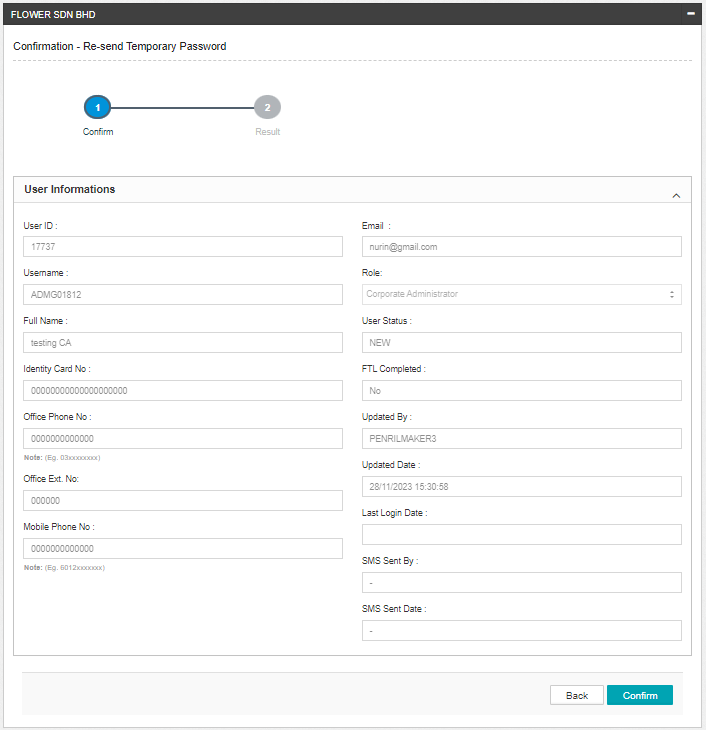 FLOWER SDN BHD
Confirmation - Re-send Temporary Password
1
2
Confirm
Result
User Informations
User ID :
17737
Username :
ADMG01812
Full Name :
testing CA
Identity Card No :
00000000000000000000
Office Phone No :
0000000000000
Note: (Eg. 03xxxxxxxx)
Office Ext. No:
000000
Mobile Phone No :
0000000000000
Note: (Eg. 6012xxxxxxx)
Email :
nurin@gmail.com
Role:
Corporate Administrator
User Status :
NEW
FTL Completed :
No
Updated By :
PENRILMAKER3
Updated Date :
28/11/2023 15:30:58
Last Login Date :
SMS Sent By :
-
SMS Sent Date :
-
Back
Confirm